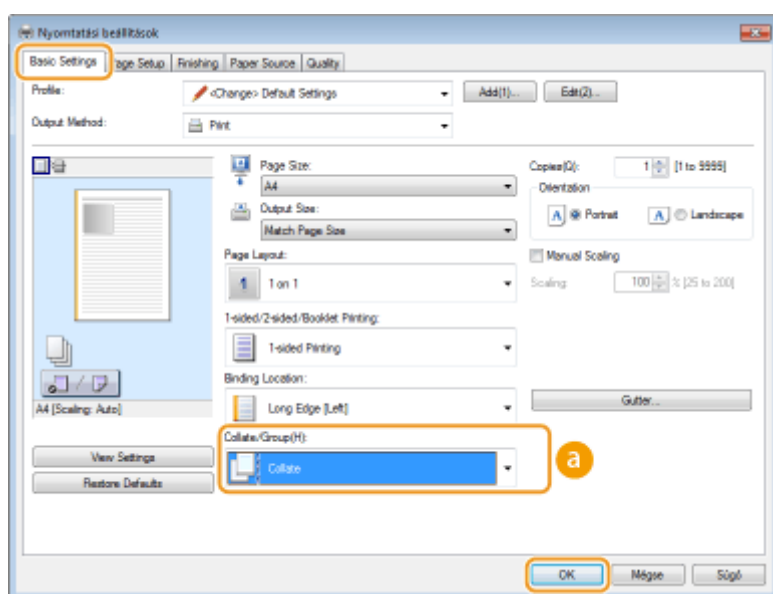 Nyomtatási beállítások
Basic Settings Page Setup Finishing Paper Source Quality
Profile: <Change> Default Settings Add(1)... Edit(2)...
Output Method: Print
Page Size: Copies(Q): 1 [1 to 9999]
A4 Orientation
Output Size: A Portrait A Landscape
Match Page Size
Page Layout: Manual Scaling
1 1 on 1 Scaling: 100 % [25 to 200]
1-sided/2-sided/Booklet Printing:
1-sided Printing
Binding Location:
A4 [Scaling: Auto] Long Edge [Left] Gutter...
Collate/Group(H):
View Settings Collate a
Restore Defaults
OK Mégse Súgó